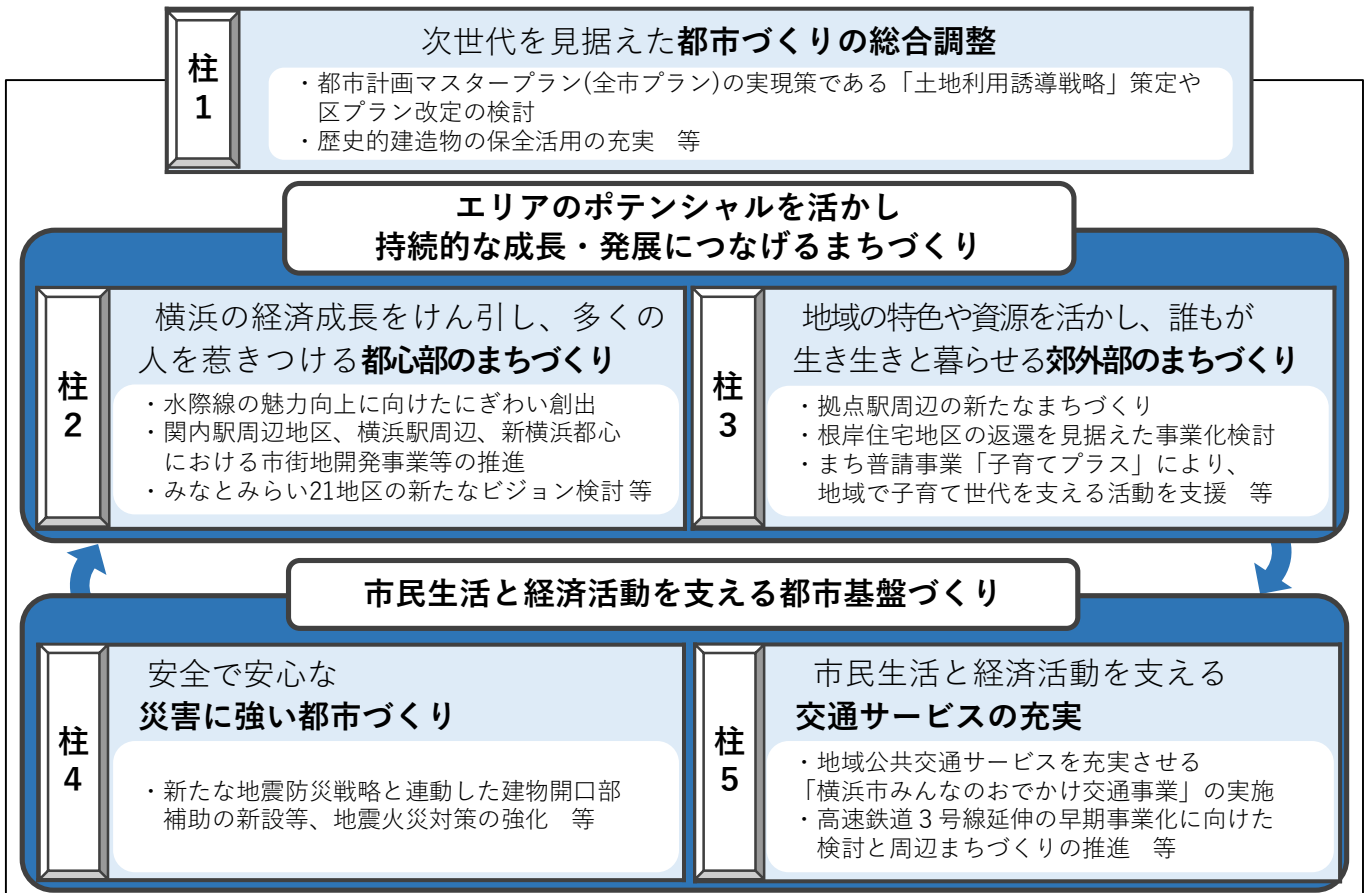 柱
1
次世代を見据えた都市づくりの総合調整
・都市計画マスタープラン(全市プラン)の実現策である「土地利用誘導戦略」策定や
区プラン改定の検討
・歴史的建造物の保全活用の充実　等
エリアのポテンシャルを活かし
持続的な成長・発展につなげるまちづくり
柱
2
横浜の経済成長をけん引し、多くの
人を惹きつける都心部のまちづくり
・水際線の魅力向上に向けたにぎわい創出
・関内駅周辺地区、横浜駅周辺、新横浜都心
における市街地開発事業等の推進
・みなとみらい21地区の新たなビジョン検討 等
柱
3
地域の特色や資源を活かし、誰もが
生き生きと暮らせる郊外部のまちづくり
・拠点駅周辺の新たなまちづくり
・根岸住宅地区の返還を見据えた事業化検討
・まち普請事業「子育てプラス」により、
地域で子育て世代を支える活動を支援　等
市民生活と経済活動を支える都市基盤づくり
柱
4
安全で安心な
災害に強い都市づくり
・新たな地震防災戦略と連動した建物開口部
補助の新設等、地震火災対策の強化　等
柱
5
市民生活と経済活動を支える
交通サービスの充実
・地域公共交通サービスを充実させる
「横浜市みんなのおでかけ交通事業」の実施
・高速鉄道３号線延伸の早期事業化に向けた
検討と周辺まちづくりの推進　等